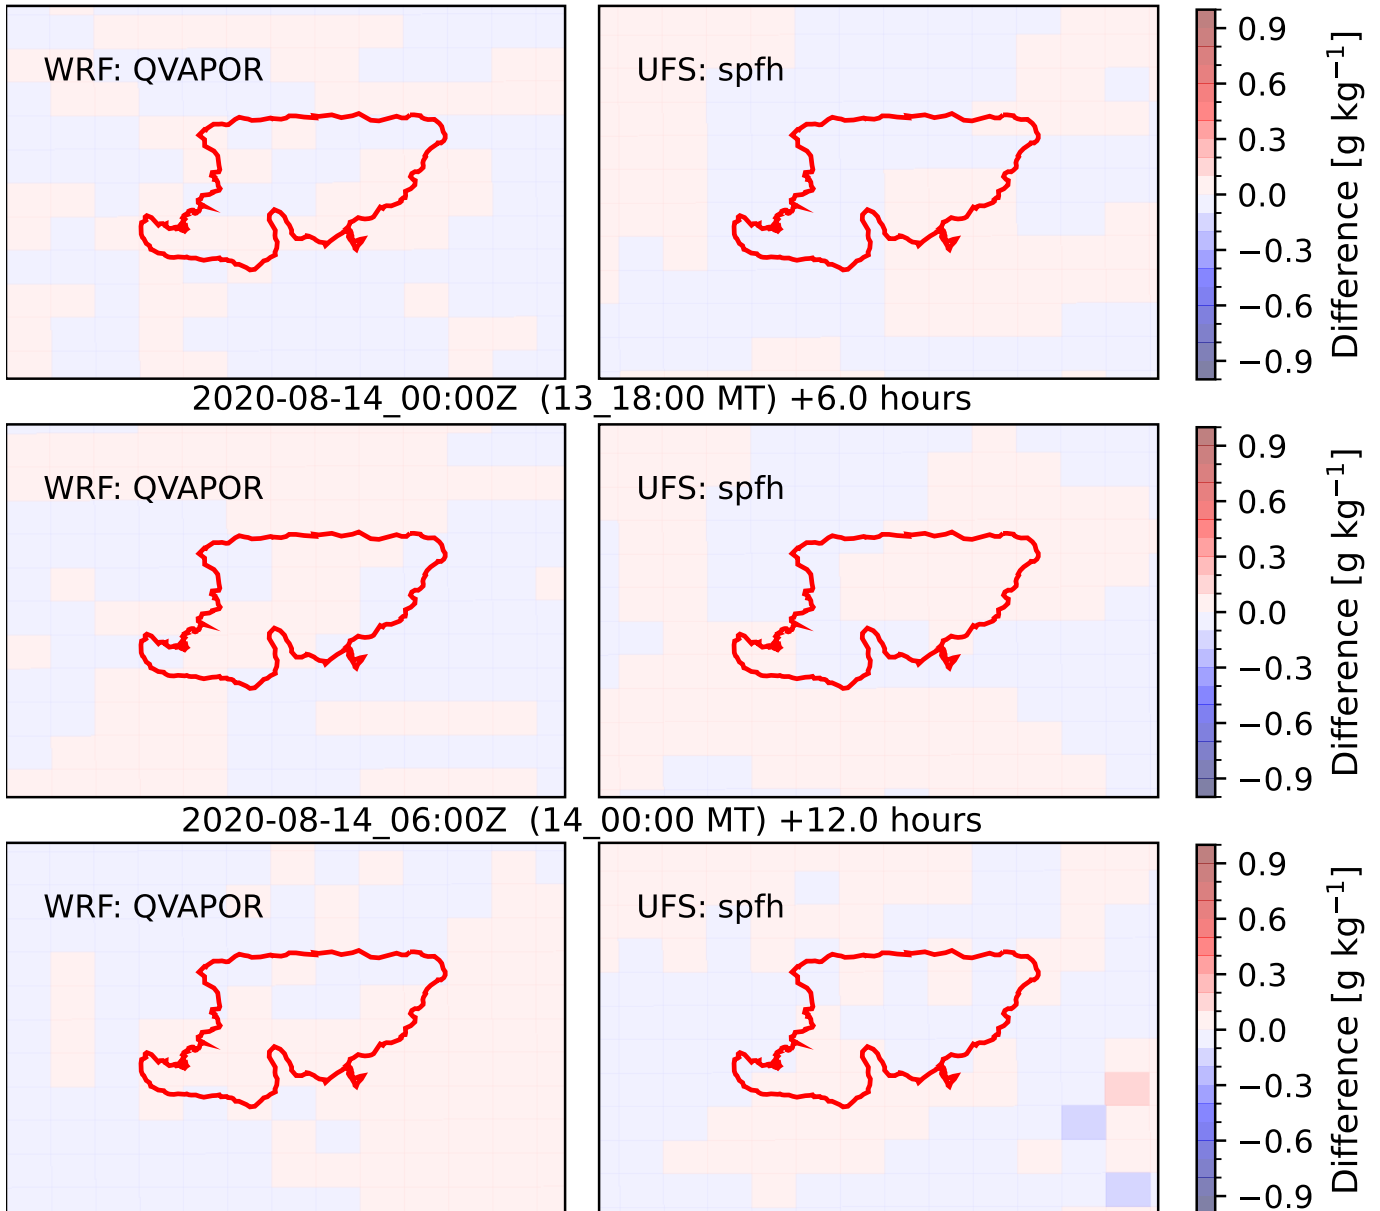 WRF: QVAPOR
UFS: spfh
0.9
0.6
0.3
0.0
−0.3
−0.6
−0.9
Difference [g kg⁻¹]
2020-08-14_00:00Z  (13_18:00 MT) +6.0 hours
WRF: QVAPOR
UFS: spfh
0.9
0.6
0.3
0.0
−0.3
−0.6
−0.9
Difference [g kg⁻¹]
2020-08-14_06:00Z  (14_00:00 MT) +12.0 hours
WRF: QVAPOR
UFS: spfh
0.9
0.6
0.3
0.0
−0.3
−0.6
−0.9
Difference [g kg⁻¹]